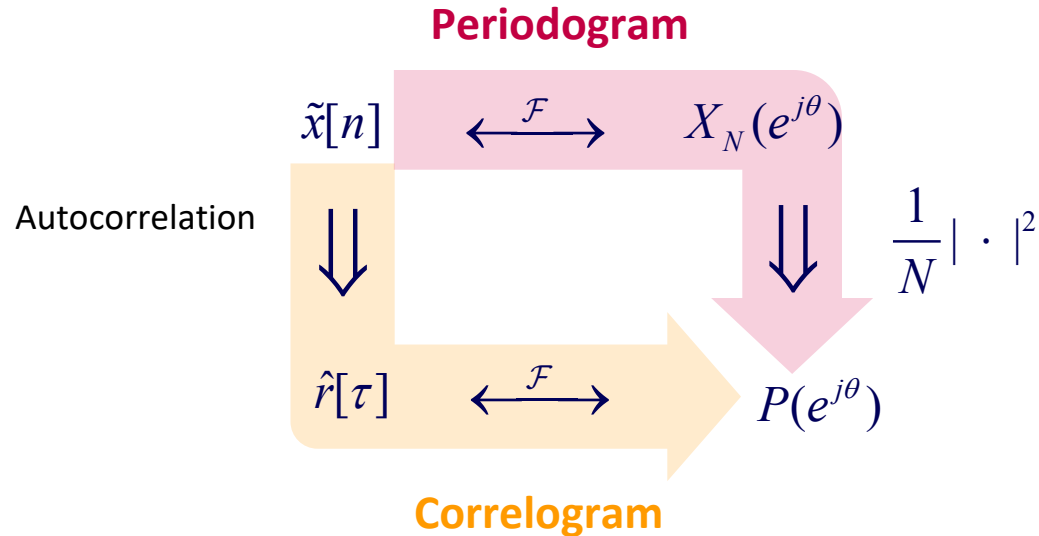 Periodogram
x̃[n] ⟷ℱ X_N(e^{jθ})
Autocorrelation ⇓ ⇓ 1/N | · |²
r̂[τ] ⟷ℱ P(e^{jθ})
Correlogram